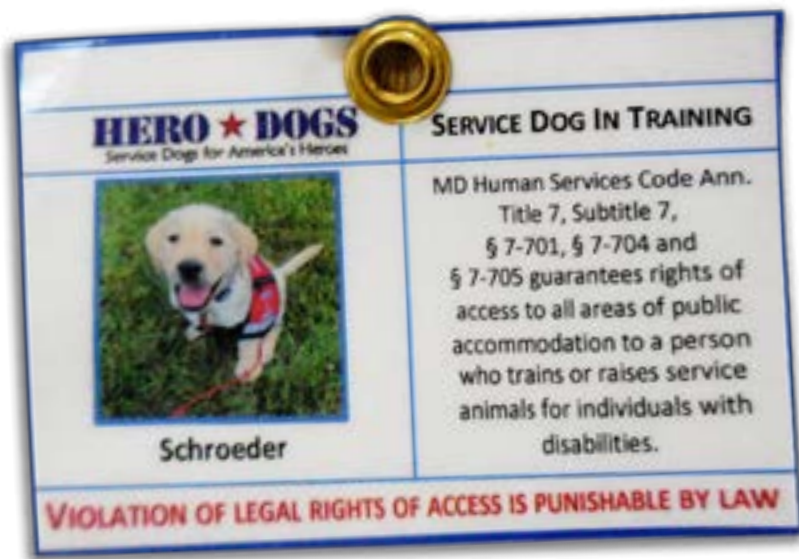 HERO ★ DOGS
Service Dogs for America's Heroes
Schroeder
SERVICE DOG IN TRAINING
MD Human Services Code Ann.
Title 7, Subtitle 7,
§ 7-701, § 7-704 and
§ 7-705 guarantees rights of
access to all areas of public
accommodation to a person
who trains or raises service
animals for individuals with
disabilities.
VIOLATION OF LEGAL RIGHTS OF ACCESS IS PUNISHABLE BY LAW